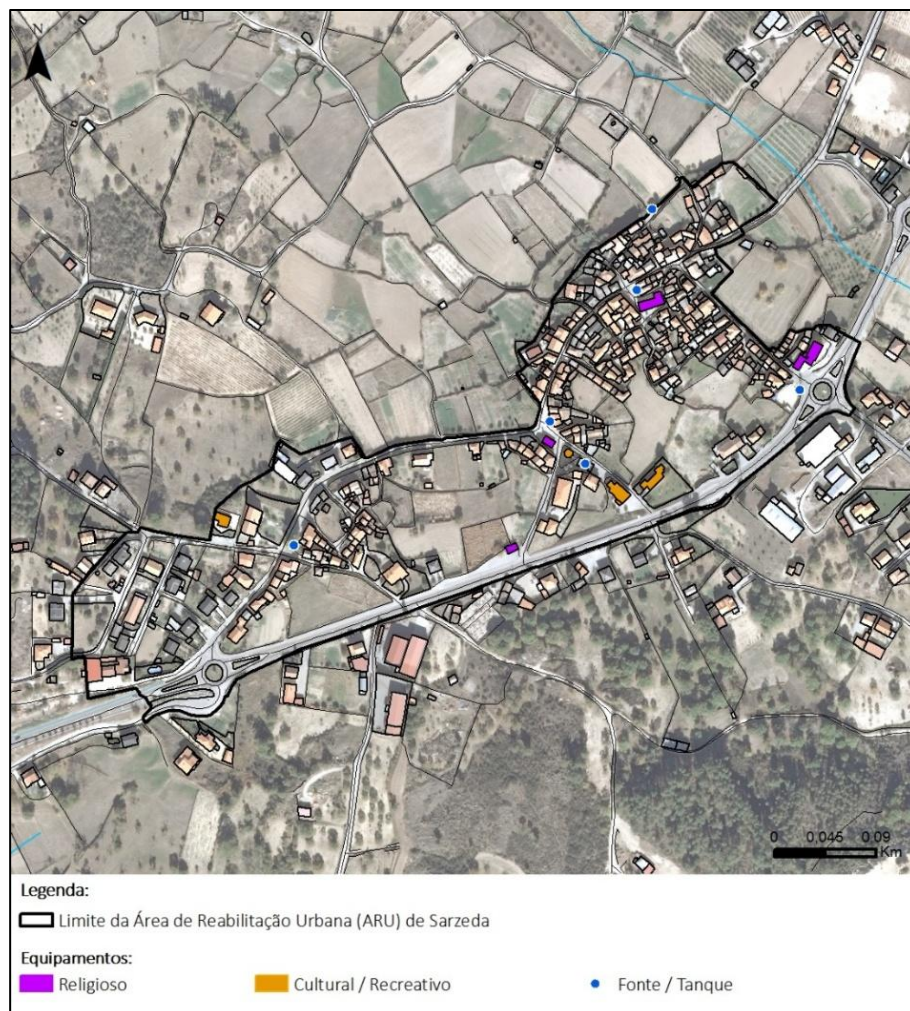 N
0 0,045 0,09
Km
Legenda:
Limite da Área de Reabilitação Urbana (ARU) de Sarzeda
Equipamentos:
Religioso Cultural / Recreativo Fonte / Tanque